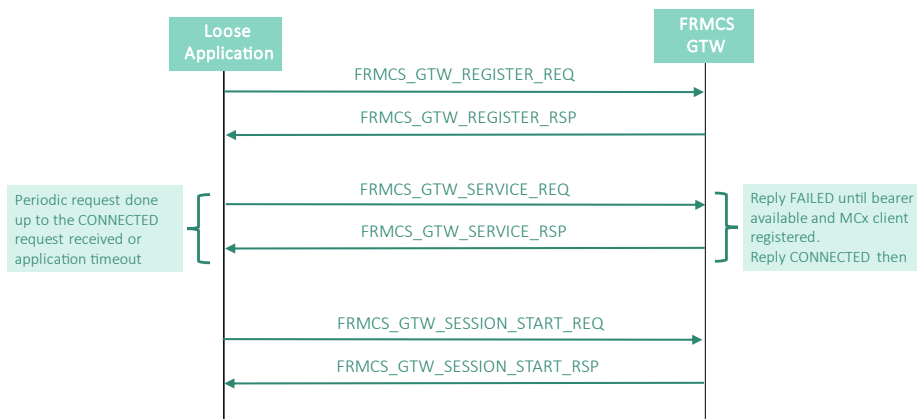 Loose
Application
FRMCS
GTW
FRMCS_GTW_REGISTER_REQ
FRMCS_GTW_REGISTER_RSP
Periodic request done
up to the CONNECTED
request received or
application timeout
FRMCS_GTW_SERVICE_REQ
FRMCS_GTW_SERVICE_RSP
Reply FAILED until bearer
available and MCx client
registered.
Reply CONNECTED then
FRMCS_GTW_SESSION_START_REQ
FRMCS_GTW_SESSION_START_RSP